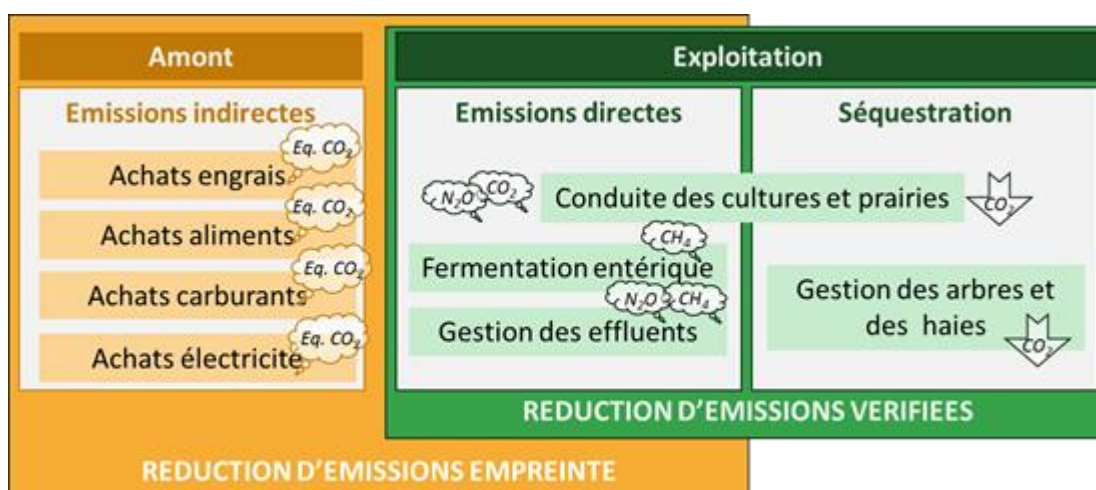 Amont
Emissions indirectes
Eq. CO₂
Achats engrais
Eq. CO₂
Achats aliments
Eq. CO₂
Achats carburants
Eq. CO₂
Achats électricité
Exploitation
Emissions directes
N₂O CO₂
Conduite des cultures et prairies
CO₂
CH₄
Fermentation entérique
N₂O CH₄
Gestion des effluents
Séquestration
Gestion des arbres et
des haies
CO₂
REDUCTION D’EMISSIONS VERIFIEES
REDUCTION D’EMISSIONS EMPREINTE